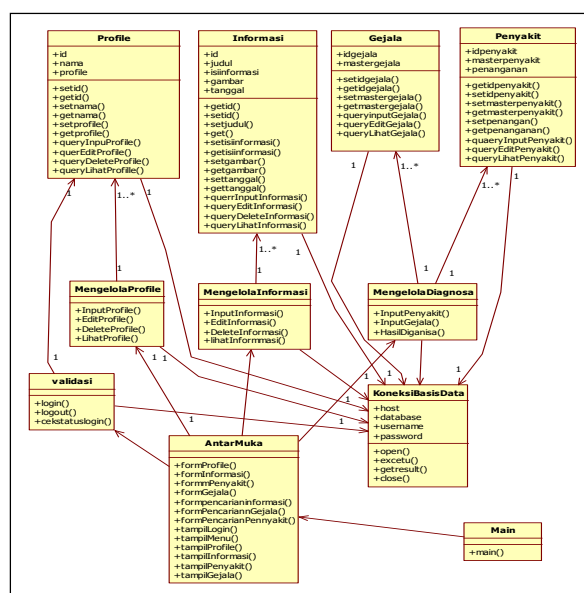 Profile
+id
+nama
+profile
+setid()
+getid()
+setnama()
+getnama()
+setprofile()
+getprofile()
+queryInpuProfile()
+querEditProfile()
+queryDeleteProfile()
+queryLihatProfille()
Informasi
+id
+judul
+isiinformasi
+gambar
+tanggal
+getid()
+setid()
+setjudul()
+get()
+setisiinformasi()
+getisiinformasi()
+setgambar()
+getgambar()
+settanggal()
+gettanggal()
+querrInputInformasi()
+queryEditInformasi()
+queryDeleteInformasi()
+queryLihatInformasi()
Gejala
+idgejala
+mastergejala
+setidgejala()
+getidgejala()
+setmastergejala()
+getmastergejala()
+queryinputGejala()
+queryEditGejala()
+queryLihatGejala()
Penyakit
+idpenyakit
+masterpenyakit
+penanganan
+getidpenyakit()
+setidpenyakit()
+setmasterpenyakit()
+getmasterpenyakit()
+setpenangan()
+getpenanganan()
+quaeryInputPenyakit()
+queryEditPenyakit()
+queryLihatPenyakit()
1
1..*
1
1..*
1
1
1..*
1..*
1
1
1
1
1
1
MengelolaProfile
+InputProfile()
+EditProfile()
+DeleteProfile()
+LihatProfile()
MengelolaInformasi
+InputInformasi()
+EditInformasi()
+DeleteInformasi()
+lihatInformmasi()
MengelolaDiagnosa
+InputPenyakit()
+InputGejala()
+HasilDiganisa()
1
1
1
1
1
1
1
1
validasi
+login()
+logout()
+cekstatuslogin()
KoneksiBasisData
+host
+database
+username
+password
+open()
+excetu()
+getresult()
+close()
1
1
1
AntarMuka
+formProfile()
+formInformasi()
+formmPenyakit()
+formGejala()
+formpencarianinformasi()
+formPencariannGejala()
+formPencarianPennyakit()
+tampilLogin()
+tampilMenu()
+tampilProfile()
+tampilInformasi()
+tampilPenyakit()
+tampilGejala()
Main
+main()